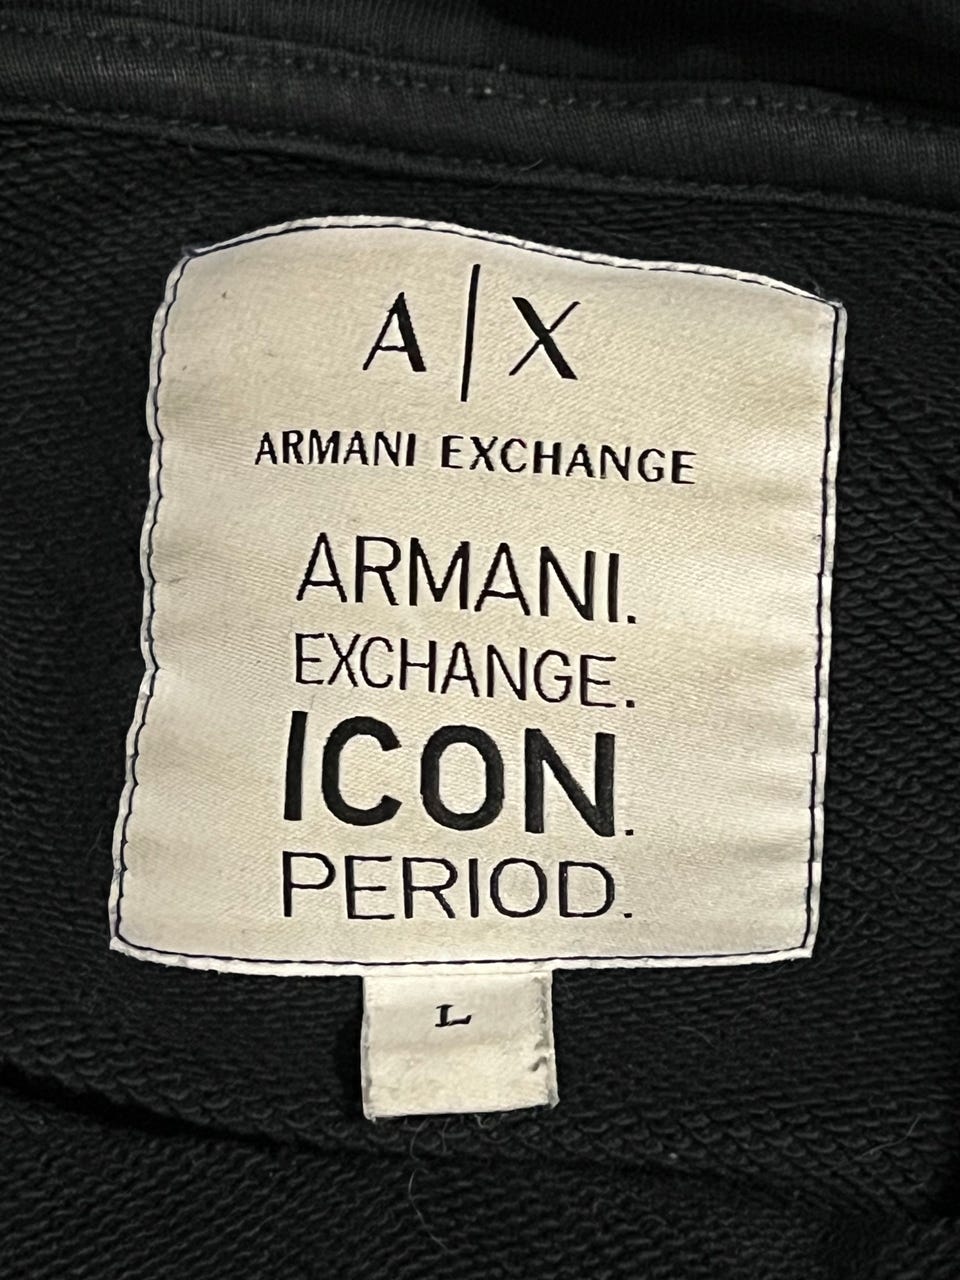 A|X
ARMANI EXCHANGE
ARMANI.
EXCHANGE.
ICON.
PERIOD.
L